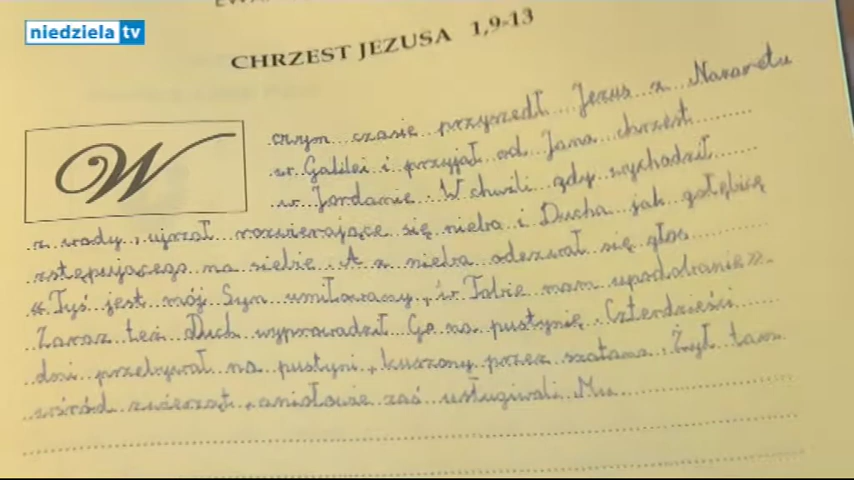 niedziela tv
CHRZEST JEZUSA 1,9-13
W
owym czasie przyszedł Jezus z Nazaretu
w Galilei i przyjął od Jana chrzest
w Jordanie. W chwili gdy wychodził
z wody, ujrzał rozwierające się niebo i Ducha jak gołębicę
zstępującego na siebie. A z nieba odezwał się głos
«Tyś jest mój Syn umiłowany, w Tobie mam upodobanie».
Zaraz też Duch wyprowadził Go na pustynię. Czterdzieści
dni przebywał na pustyni, kuszony przez szatana. Żył tam
wśród zwierząt, aniołowie zaś usługiwali Mu